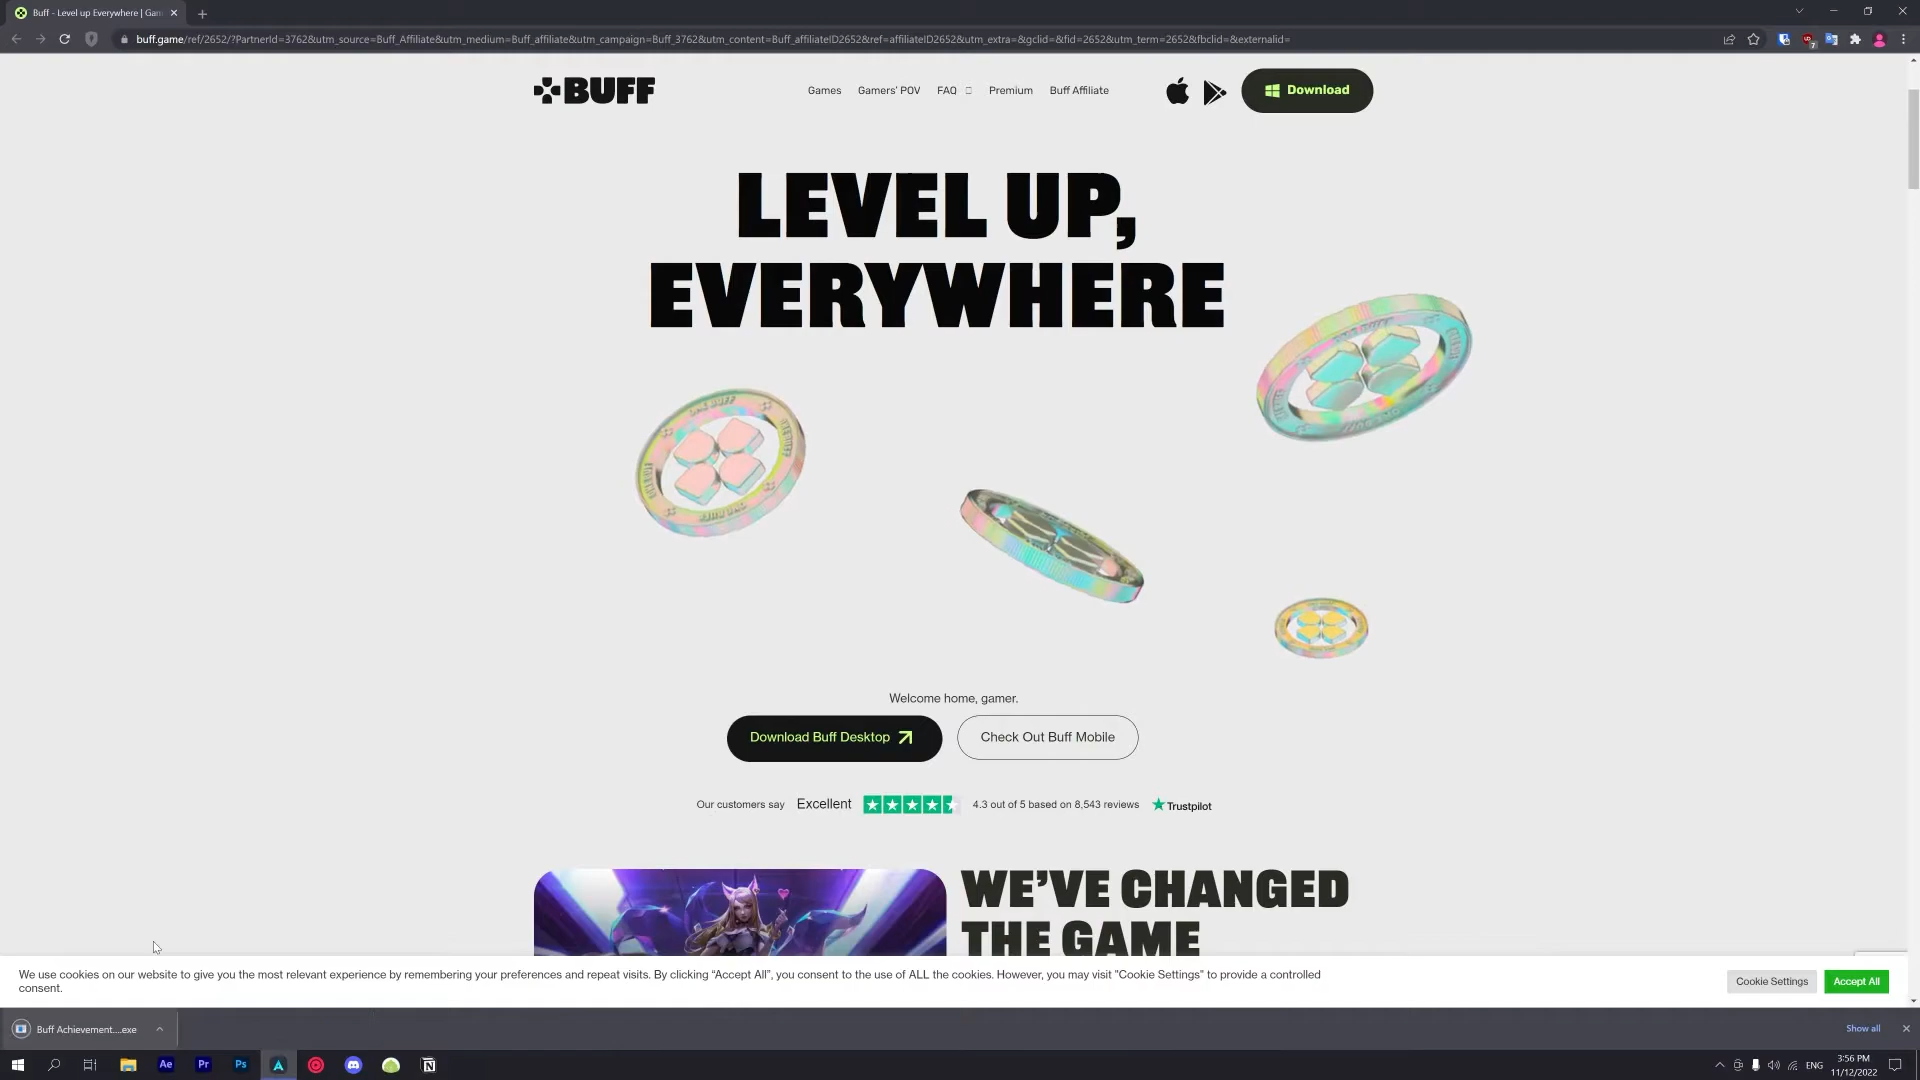 Buff - Level up Everywhere | Gam
buff.game/ref/2652/?PartnerId=3762&utm_source=Buff_Affiliate&utm_medium=Buff_affiliate&utm_campaign=Buff_3762&utm_content=Buff_affiliateID2652&ref=affiliateID2652&utm_extra=&gclid=&fid=2652&utm_term=2652&fbclid=&externalid=
7
BUFF
Games Gamers' POV FAQ Premium Buff Affiliate Download
LEVEL UP,
EVERYWHERE
ONE BUFF
Welcome home, gamer.
Download Buff Desktop Check Out Buff Mobile
Our customers say Excellent 4.3 out of 5 based on 8,543 reviews Trustpilot
WE'VE CHANGED
THE GAME
We use cookies on our website to give you the most relevant experience by remembering your preferences and repeat visits. By clicking “Accept All”, you consent to the use of ALL the cookies. However, you may visit "Cookie Settings" to provide a controlled
consent.
Cookie Settings Accept All
Buff Achievement....exe
Show all
Ae Pr Ps
ENG
3:56 PM
11/12/2022